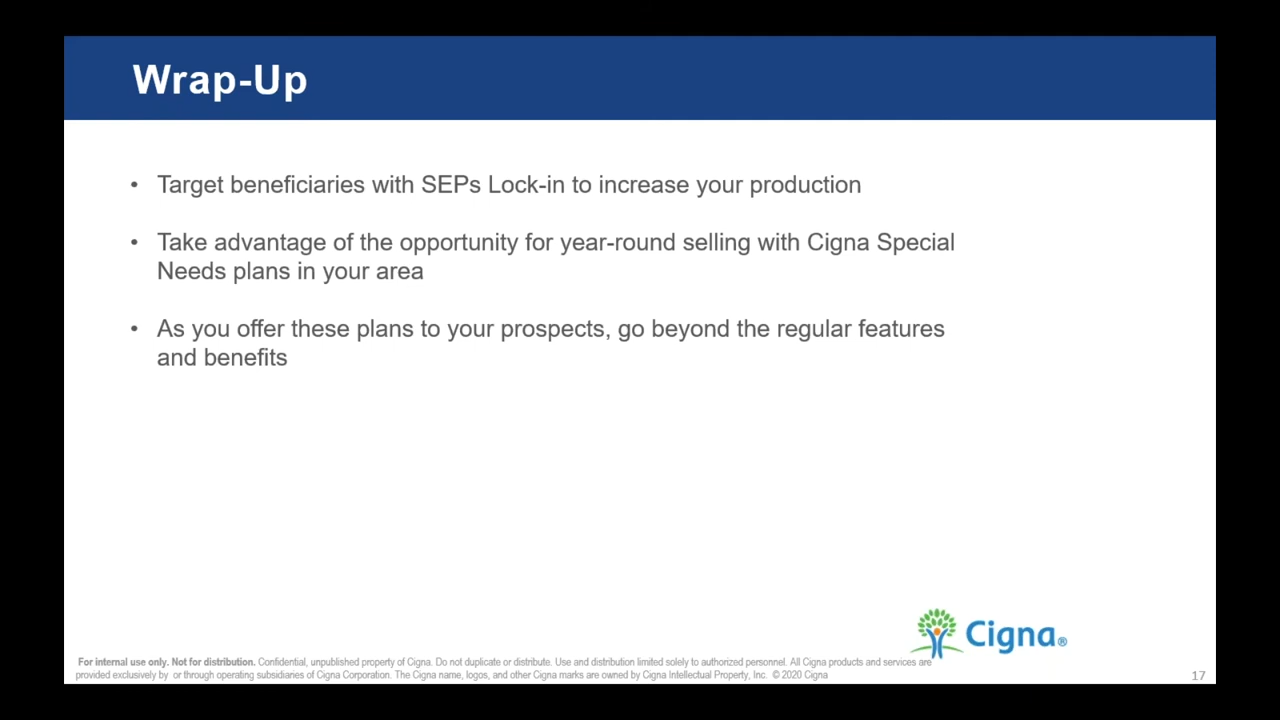 Wrap-Up
• Target beneficiaries with SEPs Lock-in to increase your production
• Take advantage of the opportunity for year-round selling with Cigna Special
Needs plans in your area
• As you offer these plans to your prospects, go beyond the regular features
and benefits
Cigna®
For internal use only. Not for distribution. Confidential, unpublished property of Cigna. Do not duplicate or distribute. Use and distribution limited solely to authorized personnel. All Cigna products and services are
provided exclusively by or through operating subsidiaries of Cigna Corporation. The Cigna name, logos, and other Cigna marks are owned by Cigna Intellectual Property, Inc. © 2020 Cigna
17